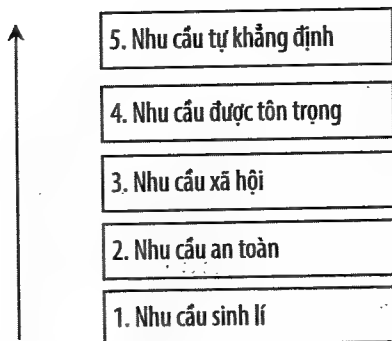 5. Nhu cầu tự khẳng định
4. Nhu cầu được tôn trọng
3. Nhu cầu xã hội
2. Nhu cầu an toàn
1. Nhu cầu sinh lí